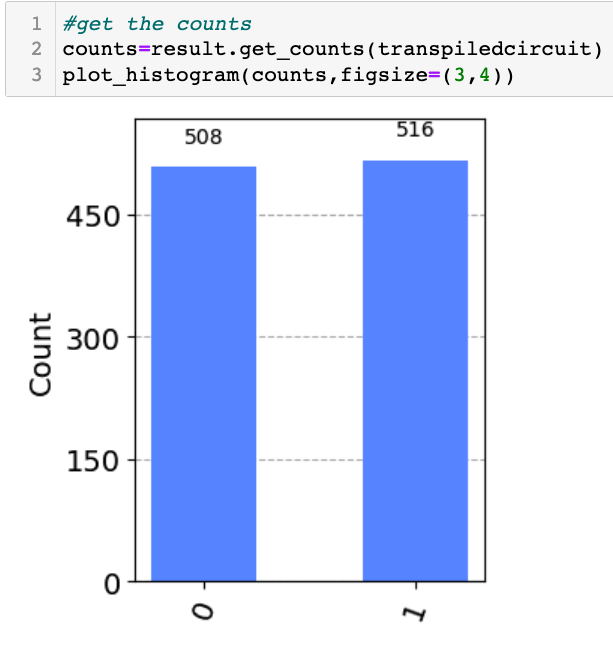 1 #get the counts
2 counts=result.get_counts(transpiledcircuit)
3 plot_histogram(counts,figsize=(3,4))
508
516
450
300
150
0
Count
0
1